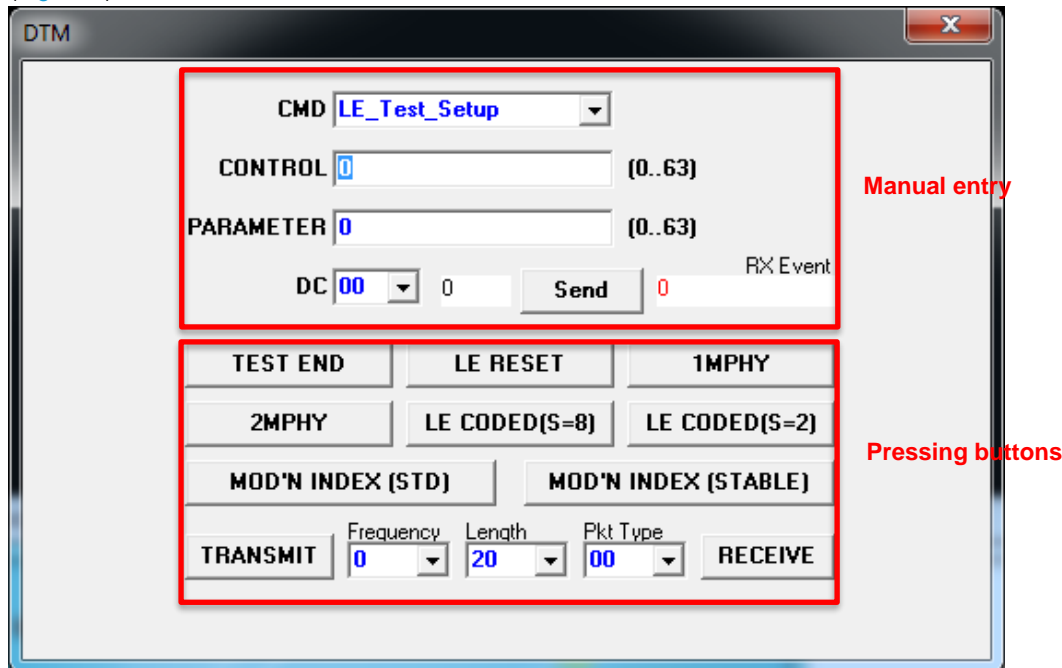 DTM
CMD LE_Test_Setup
CONTROL 0 (0..63)
Manual entry
PARAMETER 0 (0..63)
RX Event
DC 00 0 Send 0
TEST END LE RESET 1MPHY
2MPHY LE CODED(S=8) LE CODED(S=2)
Pressing buttons
MOD'N INDEX (STD) MOD'N INDEX (STABLE)
Frequency Length Pkt Type
TRANSMIT 0 20 00 RECEIVE